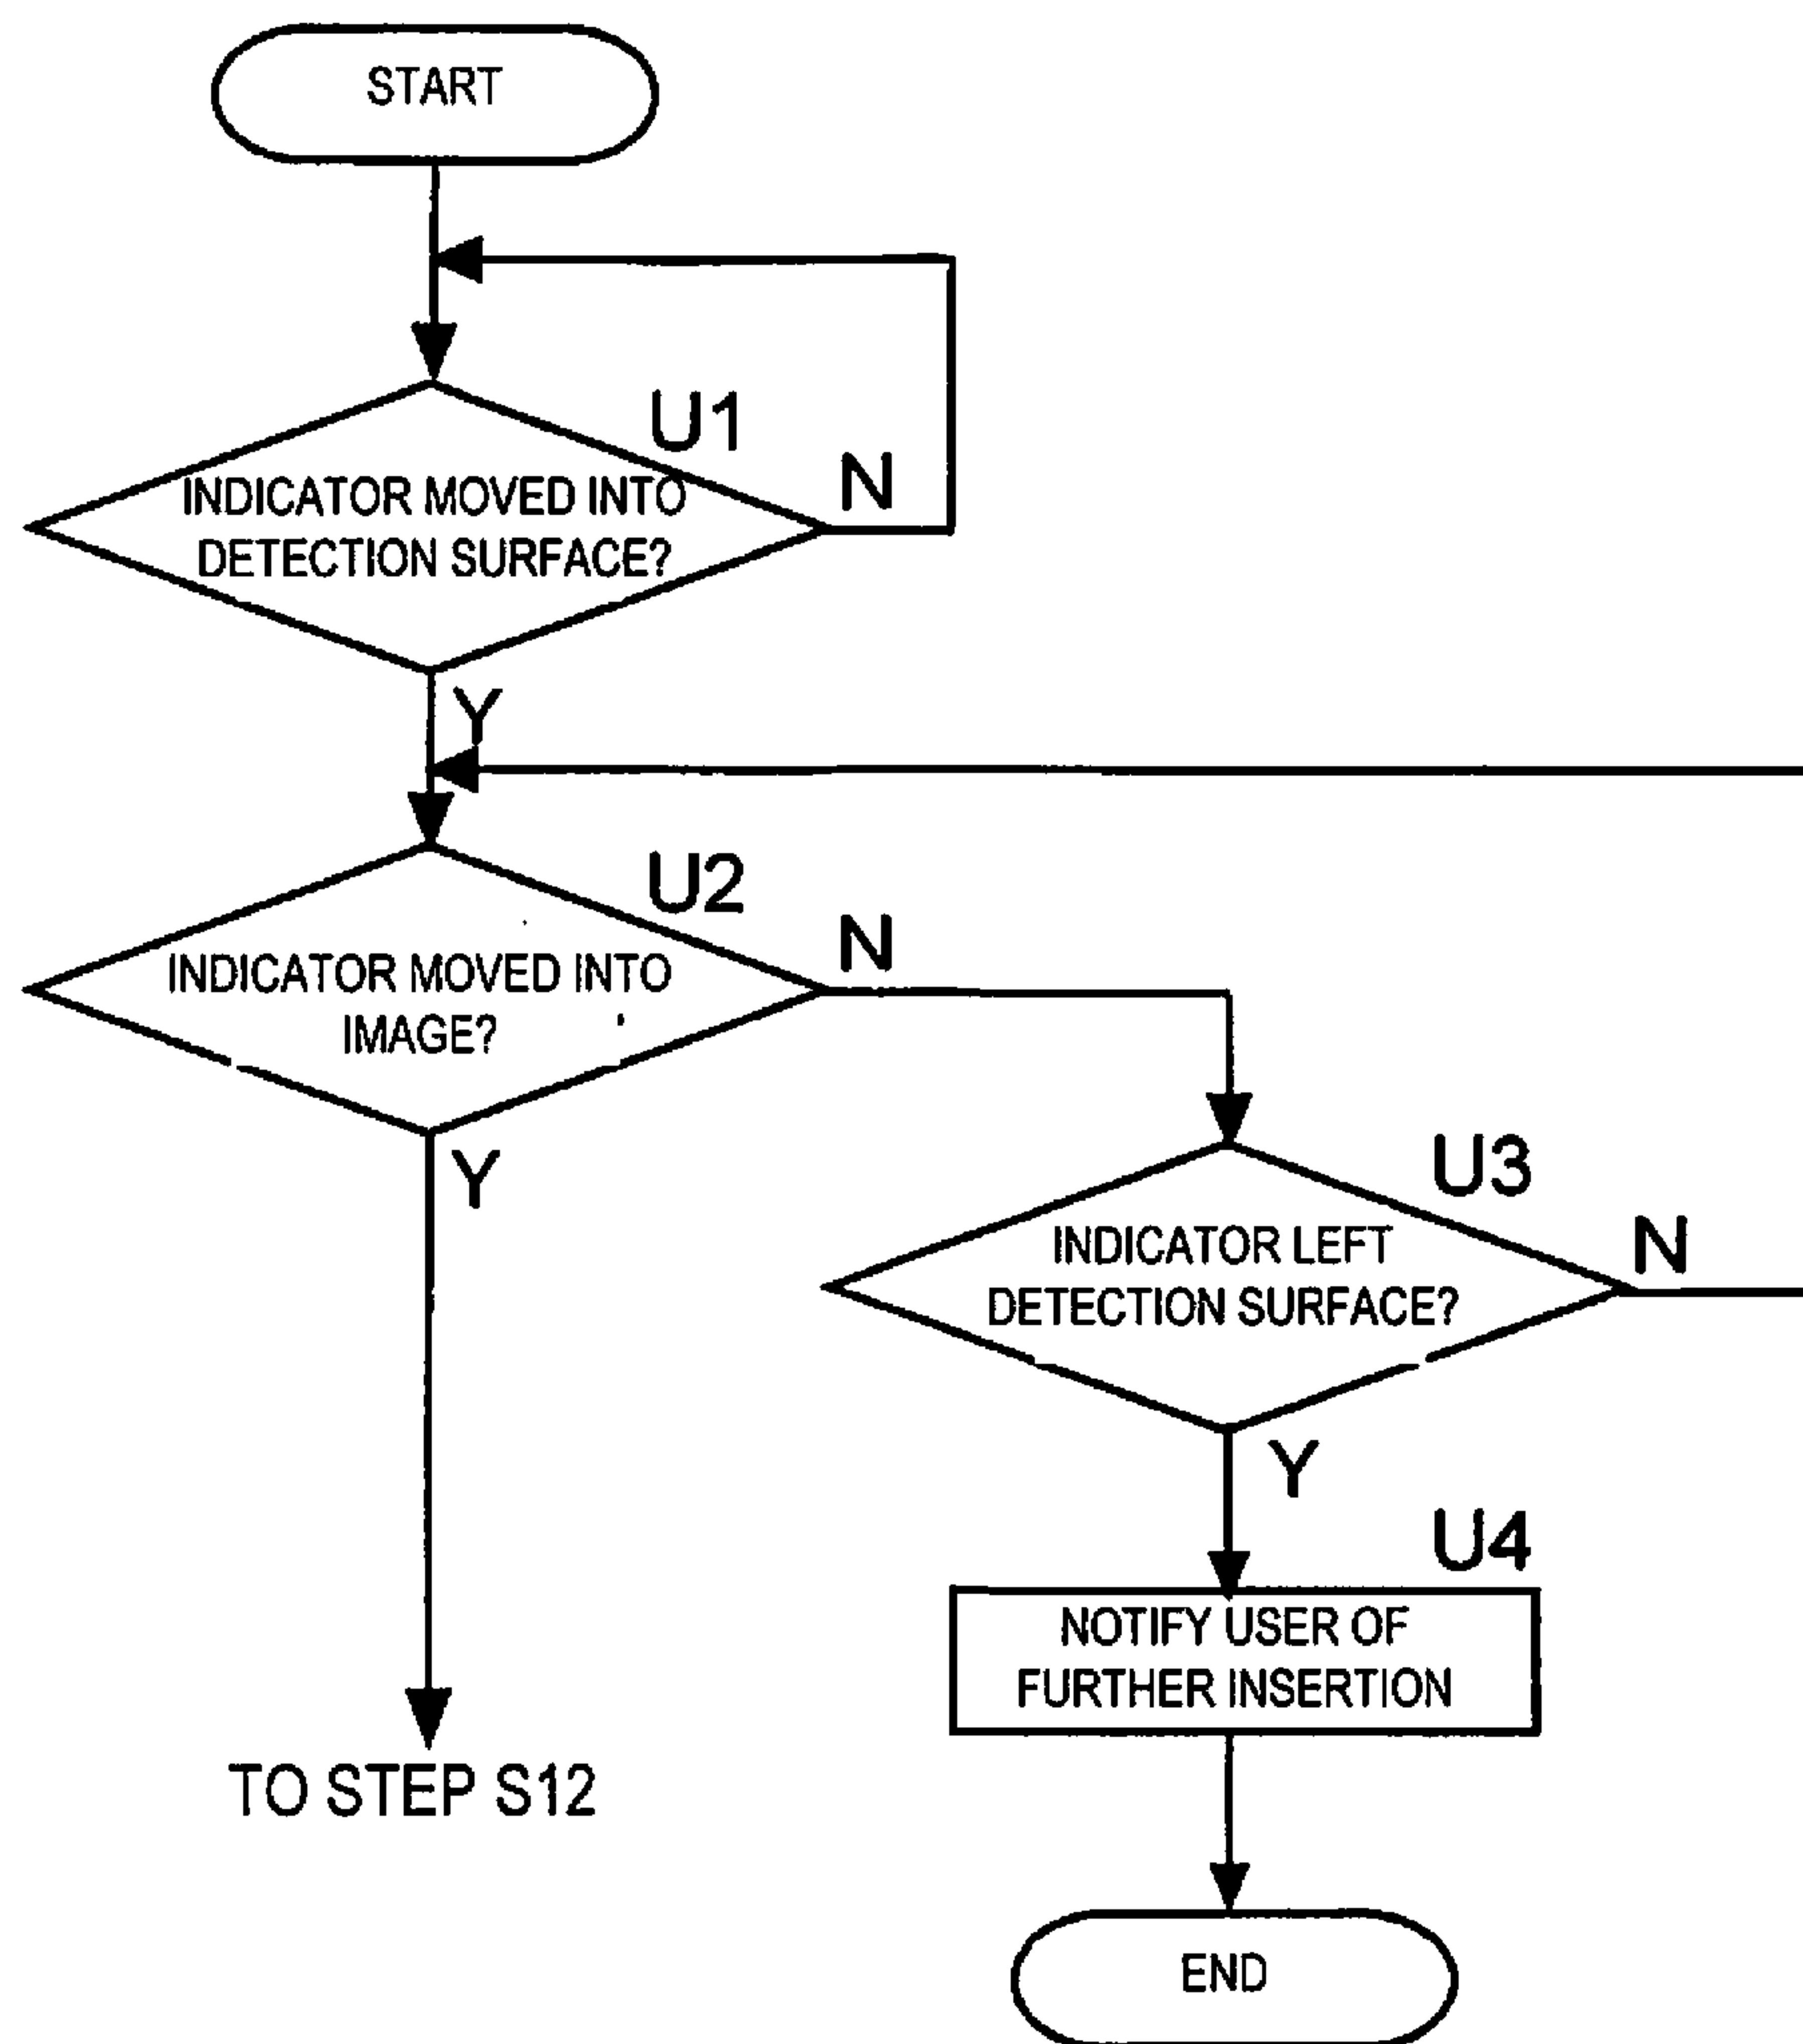 START
U1
INDICATOR MOVED INTO
DETECTION SURFACE?
N
Y
U2
INDICATOR MOVED INTO
IMAGE?
N
Y
U3
INDICATOR LEFT
DETECTION SURFACE?
N
Y
U4
NOTIFY USER OF
FURTHER INSERTION
TO STEP S12
END